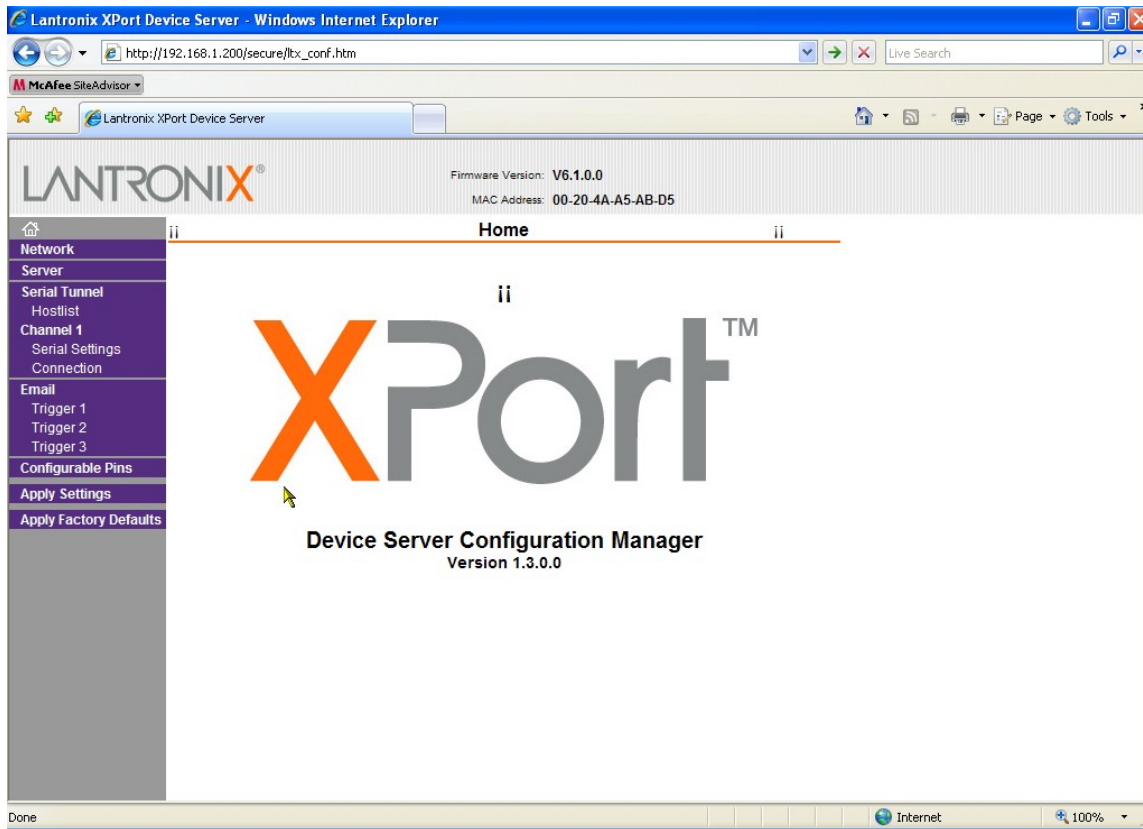 Lantronix XPort Device Server - Windows Internet Explorer
http://192.168.1.200/secure/ltx_conf.htm
Live Search
McAfee SiteAdvisor
Lantronix XPort Device Server
Page
Tools
LANTRONIX®
Firmware Version: V6.1.0.0
MAC Address: 00-20-4A-A5-AB-D5
¡¡ Home ¡¡
Network
Server
Serial Tunnel
Hostlist
Channel 1
Serial Settings
Connection
Email
Trigger 1
Trigger 2
Trigger 3
Configurable Pins
Apply Settings
Apply Factory Defaults
¡¡
XPort™
Device Server Configuration Manager
Version 1.3.0.0
Done
Internet
100%